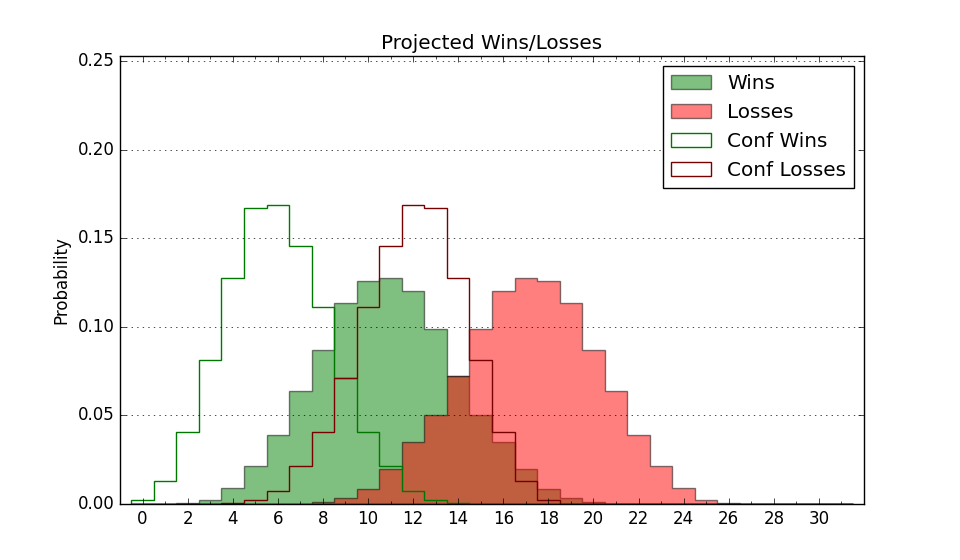 Projected Wins/Losses
Wins
Losses
Conf Wins
Conf Losses
Probability
0.25
0.20
0.15
0.10
0.05
0.00
0 2 4 6 8 10 12 14 16 18 20 22 24 26 28 30